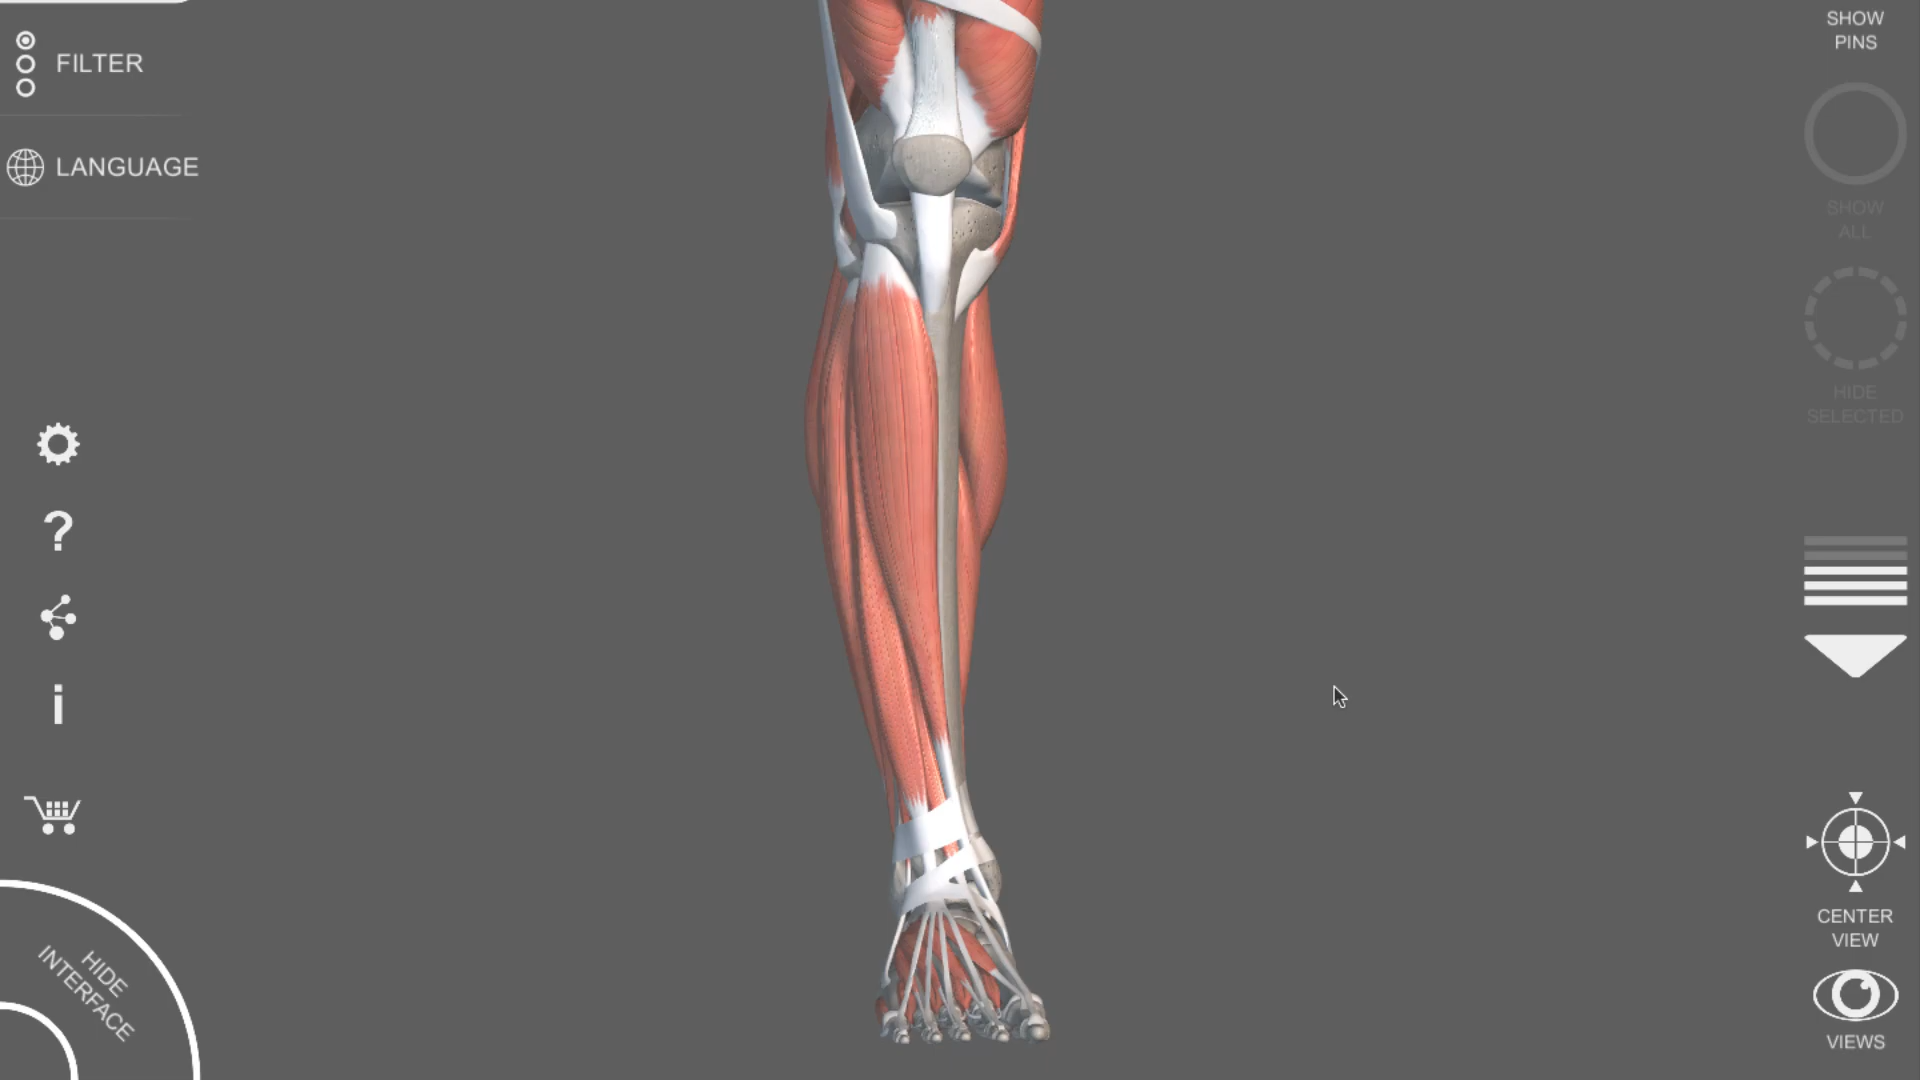 FILTER
LANGUAGE
HIDE
INTERFACE
SHOW
PINS
SHOW
ALL
HIDE
SELECTED
CENTER
VIEW
VIEWS